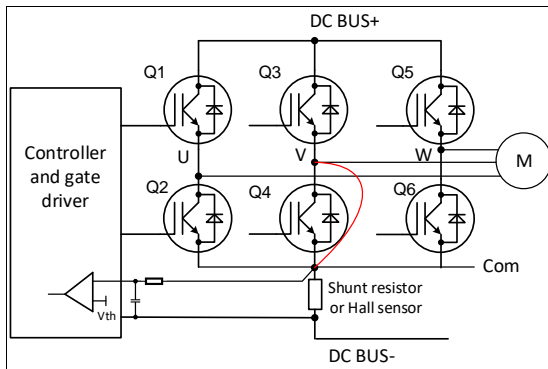 DC BUS+
Q1
Q3
Q5
U
V
W
M
Controller
and gate
driver
Q2
Q4
Q6
Com
Vth
Shunt resistor
or Hall sensor
DC BUS-